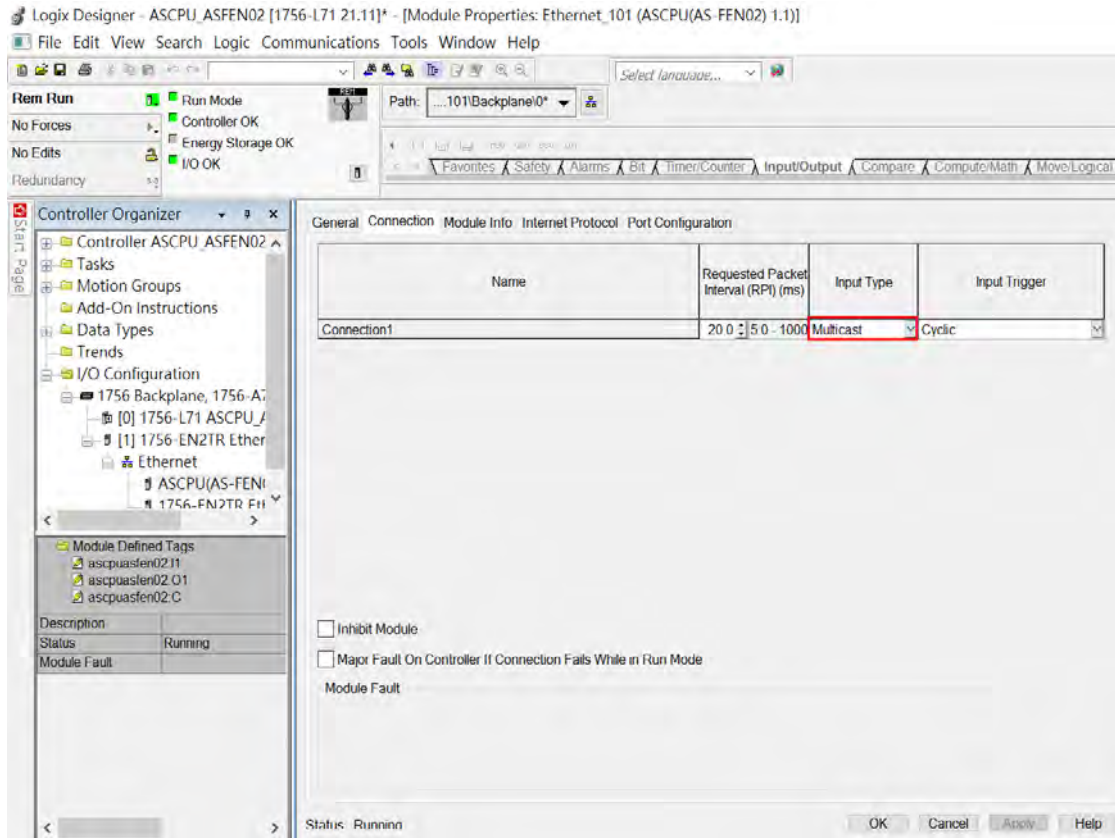 Logix Designer - ASCPU_ASFEN02 [1756-L71 21.11]* - [Module Properties: Ethernet_101 (ASCPU(AS-FEN02) 1.1)]
File Edit View Search Logic Communications Tools Window Help
Select language...
Rem Run
Run Mode
REM
Path: ....101\Backplane\0*
No Forces
Controller OK
Energy Storage OK
No Edits
I/O OK
Redundancy
Favorites Safety Alarms Bit Timer/Counter Input/Output Compare Compute/Math Move/Logical
Start Page
Controller Organizer
Controller ASCPU_ASFEN02
Tasks
Motion Groups
Add-On Instructions
Data Types
Trends
I/O Configuration
1756 Backplane, 1756-A7
[0] 1756-L71 ASCPU_A
[1] 1756-EN2TR Ether
Ethernet
ASCPU(AS-FEN
1756-EN2TR Eth
Module Defined Tags
ascpuasfen02:I1
ascpuasfen02:O1
ascpuasfen02:C
Description
Status Running
Module Fault
General Connection Module Info Internet Protocol Port Configuration
Name
Requested Packet
Interval (RPI) (ms)
Input Type
Input Trigger
Connection1 20.0 5.0 - 1000 Multicast Cyclic
Inhibit Module
Major Fault On Controller If Connection Fails While in Run Mode
Module Fault
Status: Running
OK Cancel Apply Help